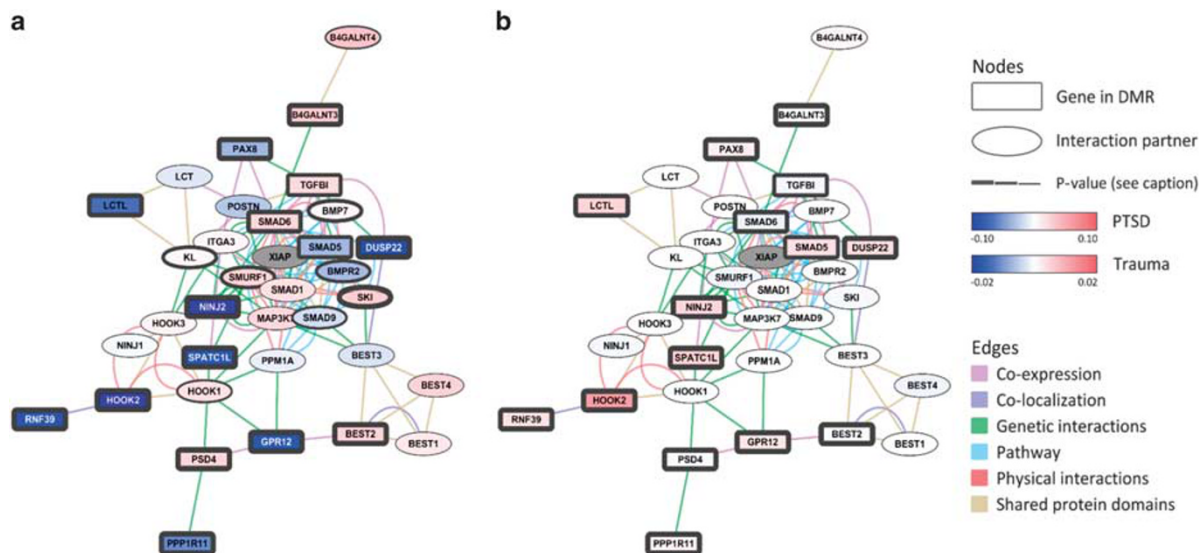 a
B4GALNT4
B4GALNT3
PAX8
LCT
TGFBI
LCTL
POSTN
BMP7
SMAD6
ITGA3
SMAD5
DUSP22
KL
XIAP
BMPR2
SMURF1
SMAD1
SKI
NINJ2
HOOK3
MAP3K7
SMAD9
NINJ1
SPATC1L
PPM1A
BEST3
HOOK1
BEST4
HOOK2
RNF39
GPR12
BEST2
BEST1
PSD4
PPP1R11
b
B4GALNT4
B4GALNT3
PAX8
LCT
TGFBI
LCTL
POSTN
BMP7
SMAD6
ITGA3
SMAD5
DUSP22
KL
XIAP
BMPR2
SMURF1
SMAD1
SKI
NINJ2
HOOK3
MAP3K7
SMAD9
NINJ1
SPATC1L
PPM1A
BEST3
HOOK1
BEST4
HOOK2
RNF39
GPR12
BEST2
BEST1
PSD4
PPP1R11
Nodes
Gene in DMR
Interaction partner
P-value (see caption)
PTSD
-0.10 0.10
Trauma
-0.02 0.02
Edges
Co-expression
Co-localization
Genetic interactions
Pathway
Physical interactions
Shared protein domains